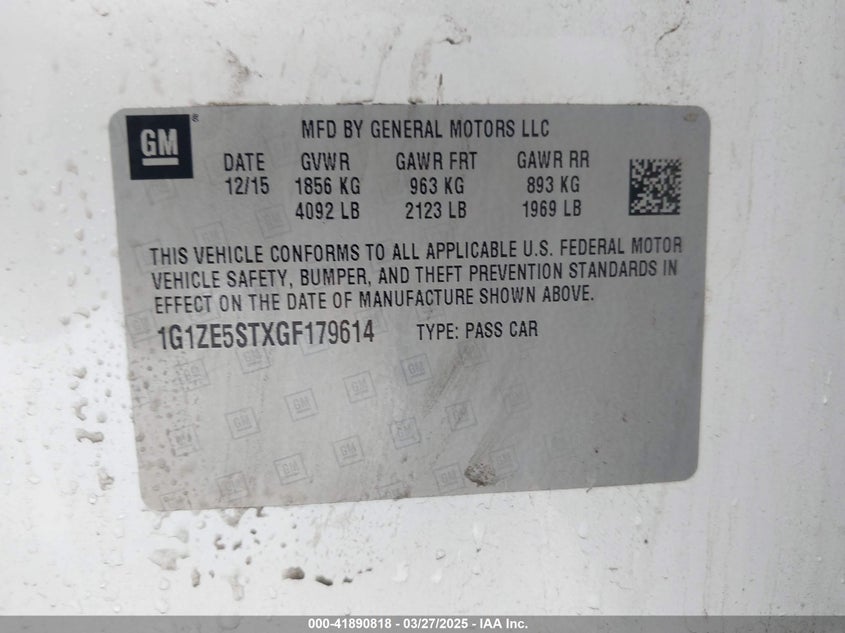 GM®
MFD BY GENERAL MOTORS LLC
DATE GVWR GAWR FRT GAWR RR
12/15 1856 KG 963 KG 893 KG
4092 LB 2123 LB 1969 LB
THIS VEHICLE CONFORMS TO ALL APPLICABLE U.S. FEDERAL MOTOR
VEHICLE SAFETY, BUMPER, AND THEFT PREVENTION STANDARDS IN
EFFECT ON THE DATE OF MANUFACTURE SHOWN ABOVE.
1G1ZE5STXGF179614 TYPE: PASS CAR
000-41890818 - 03/27/2025 - IAA Inc.